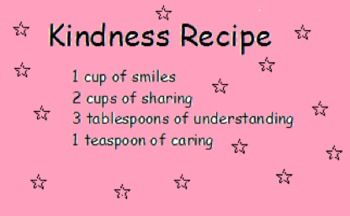 Kindness Recipe
1 cup of smiles
2 cups of sharing
3 tablespoons of understanding
1 teaspoon of caring